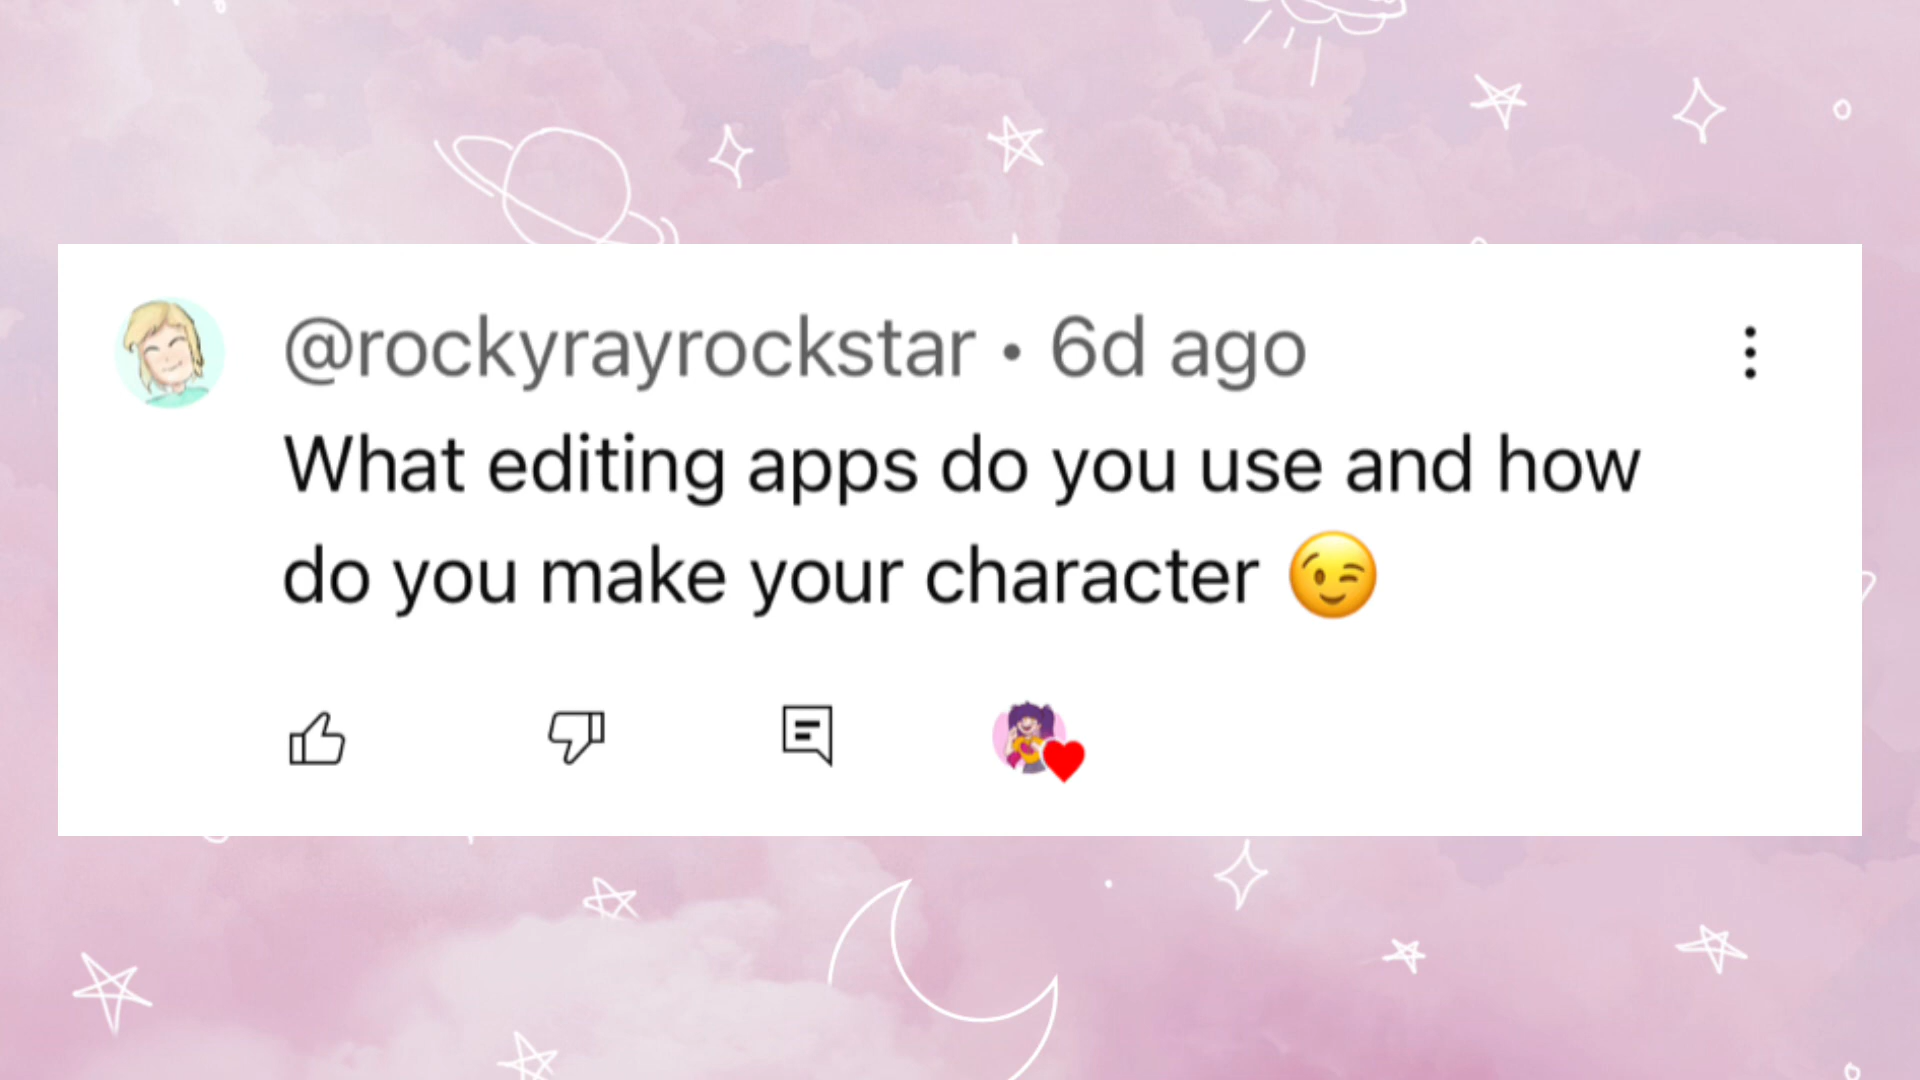 @rockyrayrockstar • 6d ago
What editing apps do you use and how
do you make your character 😉